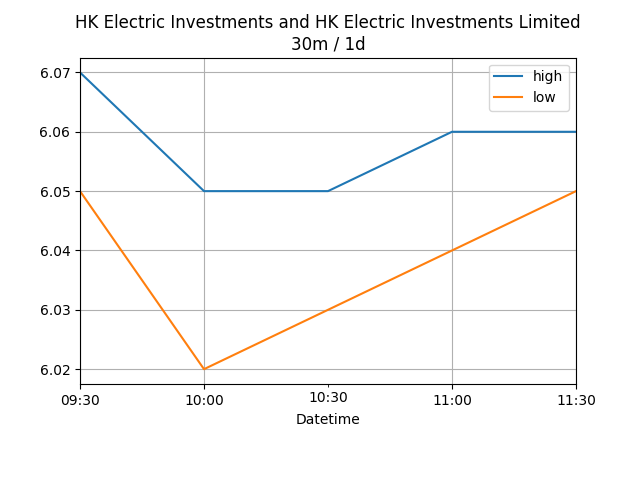 HK Electric Investments and HK Electric Investments Limited
30m / 1d
high
low
6.07
6.06
6.05
6.04
6.03
6.02
09:30
10:00
10:30
11:00
11:30
Datetime